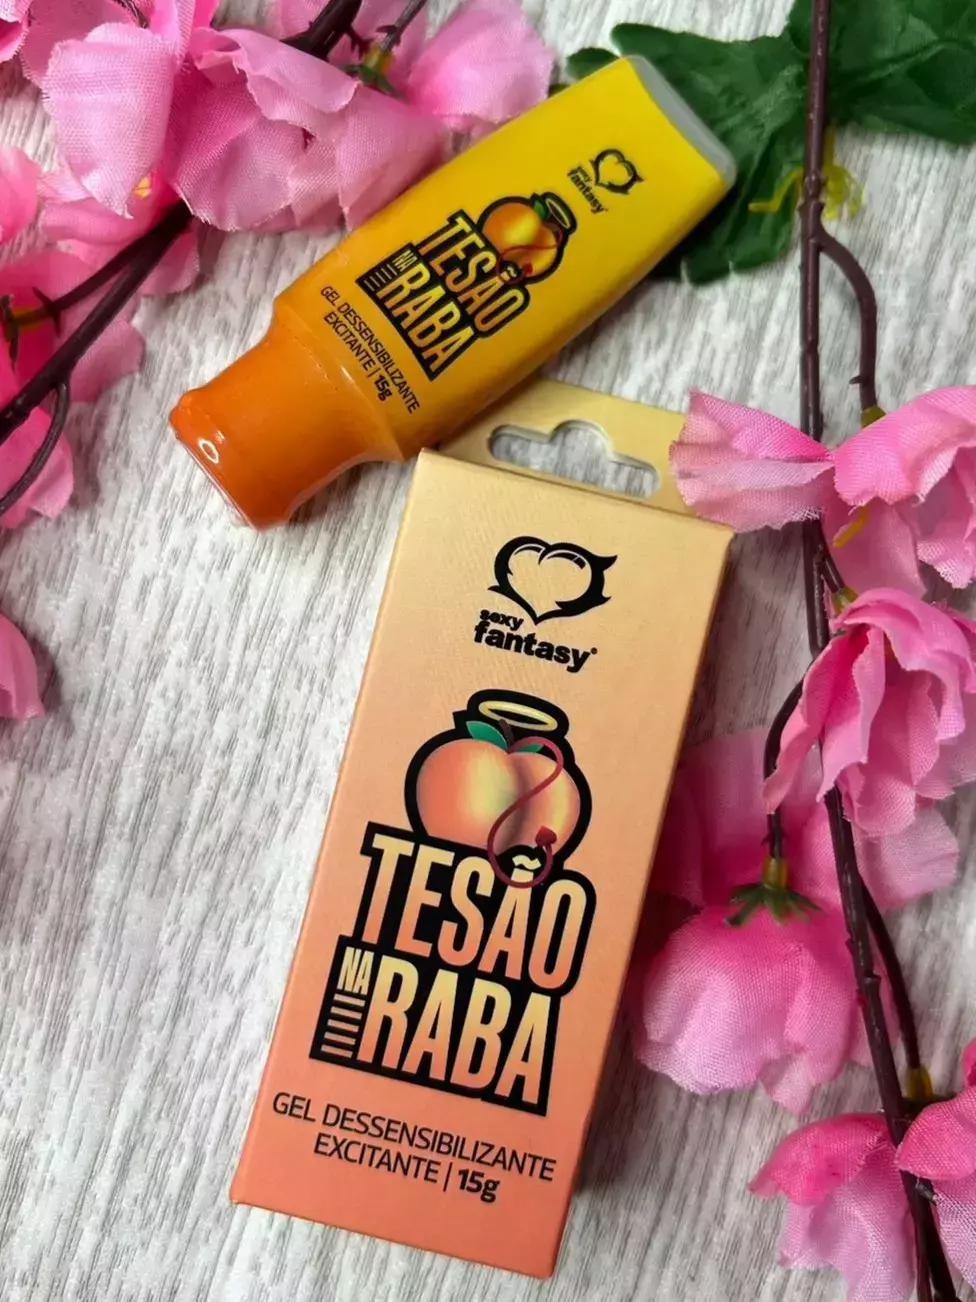 sexy
fantasy
TESÃO
NA
RABA
GEL DESSENSIBILIZANTE
EXCITANTE | 15g
sexy
fantasy®
TESÃO
NA
RABA
GEL DESSENSIBILIZANTE
EXCITANTE | 15g